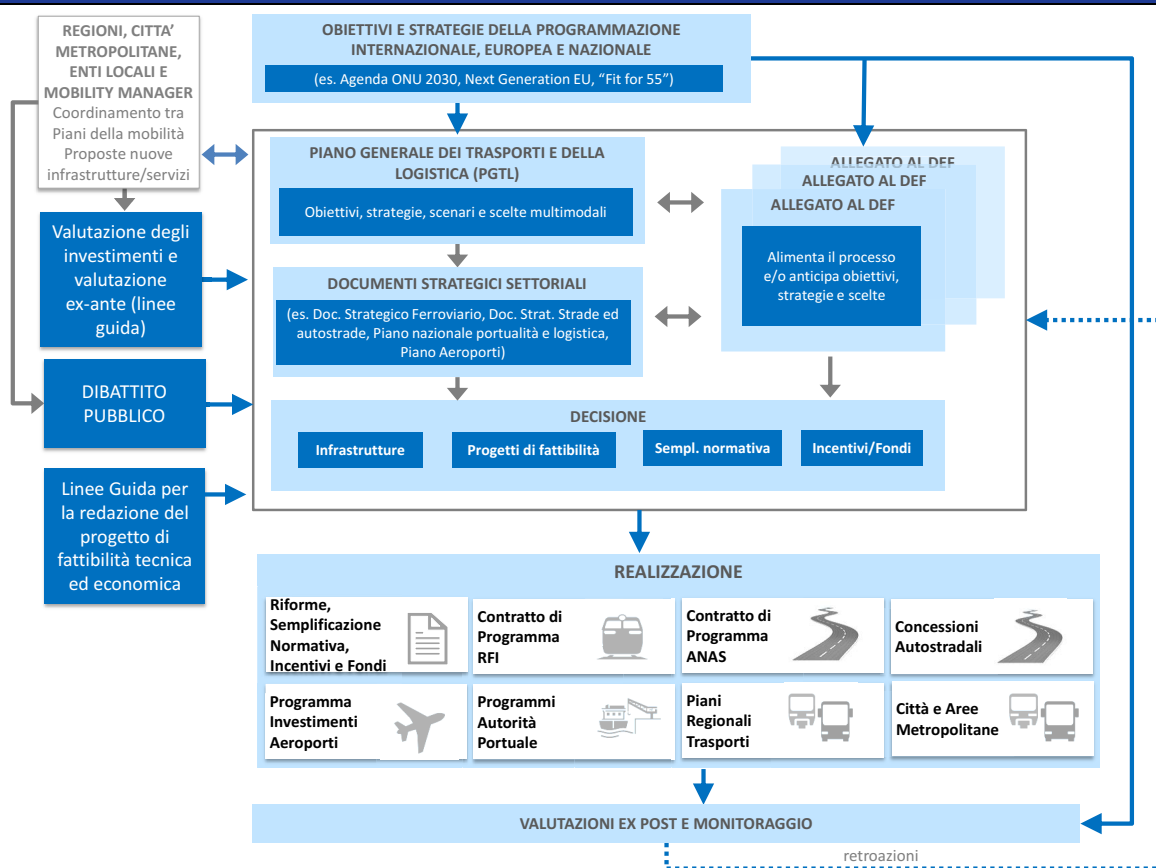 REGIONI, CITTA’
METROPOLITANE,
ENTI LOCALI E
MOBILITY MANAGER
Coordinamento tra
Piani della mobilità
Proposte nuove
infrastrutture/servizi
OBIETTIVI E STRATEGIE DELLA PROGRAMMAZIONE
INTERNAZIONALE, EUROPEA E NAZIONALE
(es. Agenda ONU 2030, Next Generation EU, “Fit for 55”)
PIANO GENERALE DEI TRASPORTI E DELLA
LOGISTICA (PGTL)
Obiettivi, strategie, scenari e scelte multimodali
ALLEGATO AL DEF
ALLEGATO AL DEF
ALLEGATO AL DEF
Alimenta il processo
e/o anticipa obiettivi,
strategie e scelte
Valutazione degli
investimenti e
valutazione
ex-ante (linee
guida)
DOCUMENTI STRATEGICI SETTORIALI
(es. Doc. Strategico Ferroviario, Doc. Strat. Strade ed
autostrade, Piano nazionale portualità e logistica,
Piano Aeroporti)
DIBATTITO
PUBBLICO
DECISIONE
Infrastrutture
Progetti di fattibilità
Sempl. normativa
Incentivi/Fondi
Linee Guida per
la redazione del
progetto di
fattibilità tecnica
ed economica
REALIZZAZIONE
Riforme,
Semplificazione
Normativa,
Incentivi e Fondi
Contratto di
Programma
RFI
Contratto di
Programma
ANAS
Concessioni
Autostradali
Programma
Investimenti
Aeroporti
Programmi
Autorità
Portuale
Piani
Regionali
Trasporti
Città e Aree
Metropolitane
VALUTAZIONI EX POST E MONITORAGGIO
retroazioni